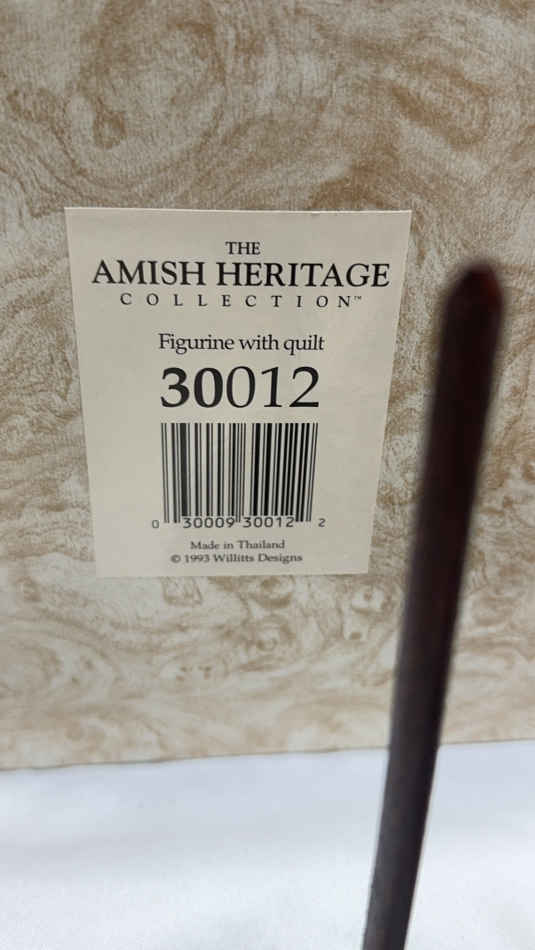 THE
AMISH HERITAGE
COLLECTION™
Figurine with quilt
30012
0 30009 30012 2
Made in Thailand
© 1993 Willitts Designs